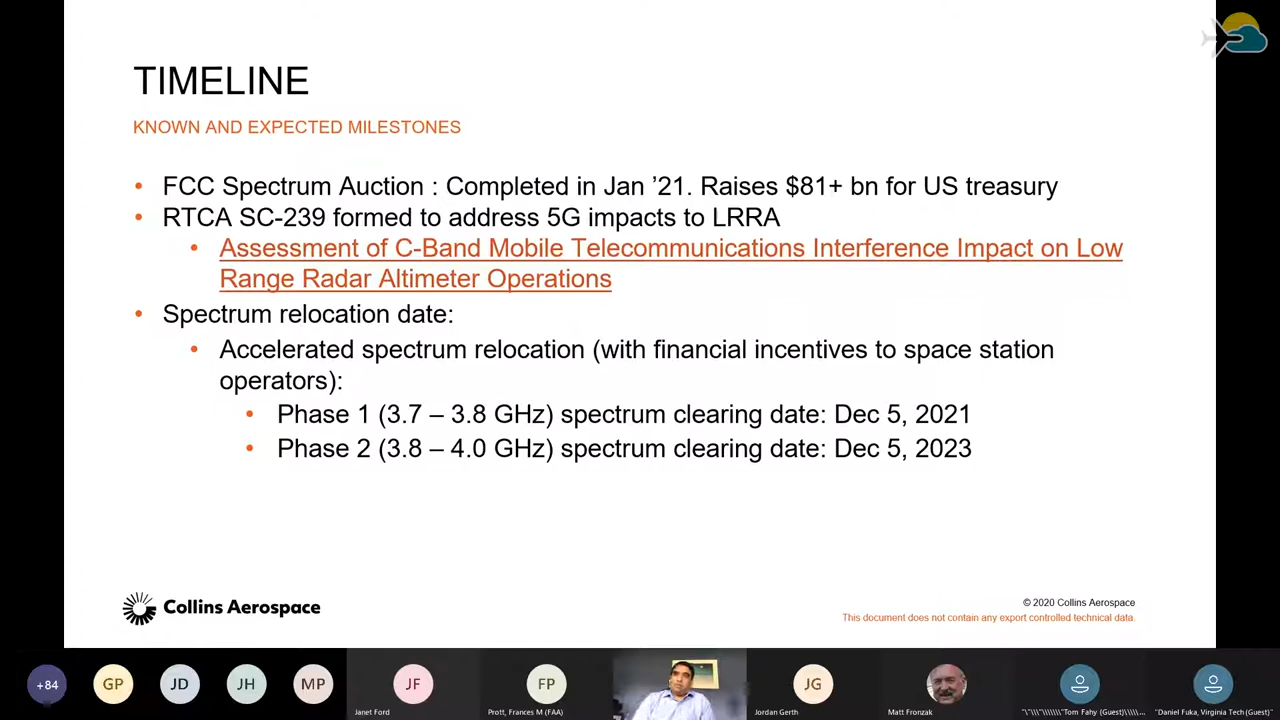 TIMELINE
KNOWN AND EXPECTED MILESTONES
• FCC Spectrum Auction : Completed in Jan ’21. Raises $81+ bn for US treasury
• RTCA SC-239 formed to address 5G impacts to LRRA
• Assessment of C-Band Mobile Telecommunications Interference Impact on Low
Range Radar Altimeter Operations
• Spectrum relocation date:
• Accelerated spectrum relocation (with financial incentives to space station
operators):
• Phase 1 (3.7 – 3.8 GHz) spectrum clearing date: Dec 5, 2021
• Phase 2 (3.8 – 4.0 GHz) spectrum clearing date: Dec 5, 2023
Collins Aerospace
© 2020 Collins Aerospace
This document does not contain any export controlled technical data.
+84
GP
JD
JH
MP
JF
FP
JG
Janet Ford
Prott, Frances M (FAA)
Jordan Gerth
Matt Fronzak
"\"\\\"\\\\\\\"Tom Fahy (Guest)\\\\\...
"Daniel Fuka, Virginia Tech (Guest)"